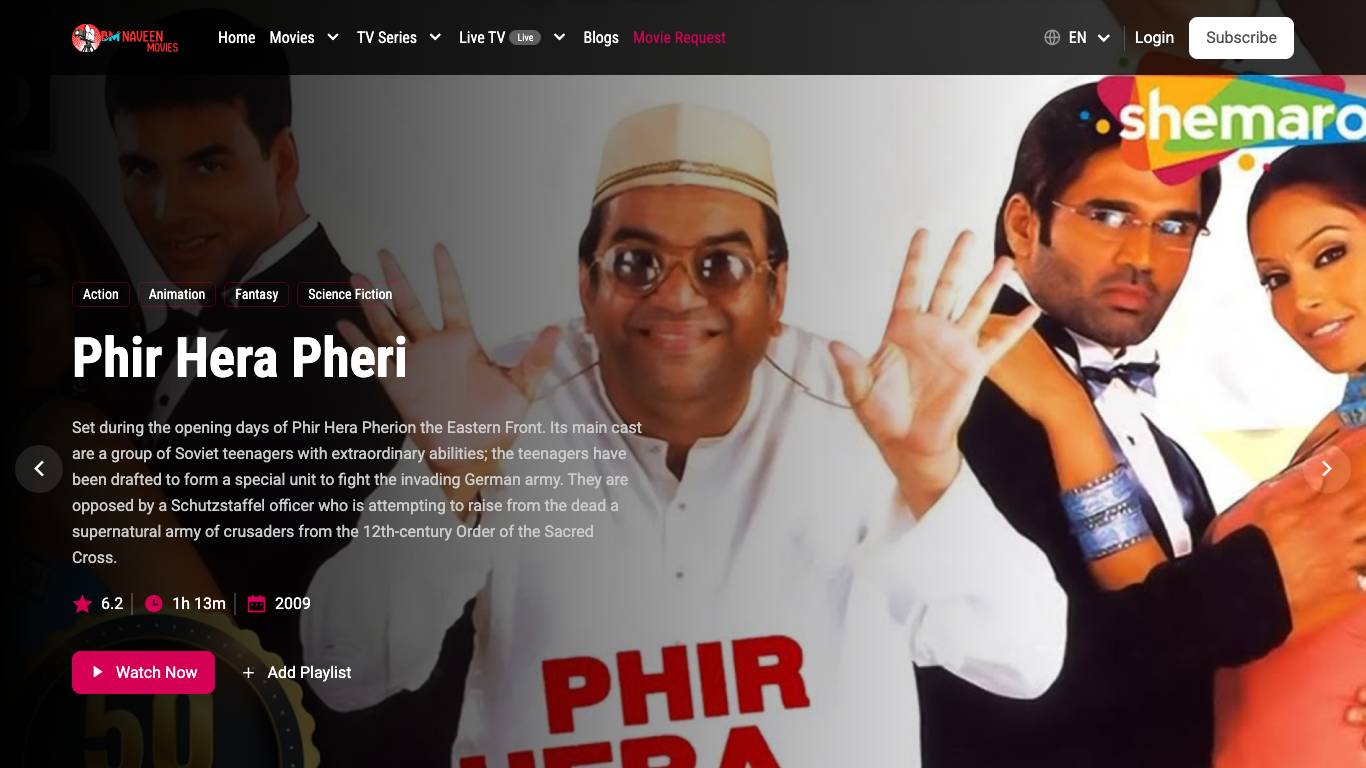 BM NAVEEN
MOVIES
Home
Movies
TV Series
Live TV
Live
Blogs
Movie Request
EN
Login
Subscribe
shemaro
Action
Animation
Fantasy
Science Fiction
Phir Hera Pheri
Set during the opening days of Phir Hera Pherion the Eastern Front. Its main cast
are a group of Soviet teenagers with extraordinary abilities; the teenagers have
been drafted to form a special unit to fight the invading German army. They are
opposed by a Schutzstaffel officer who is attempting to raise from the dead a
supernatural army of crusaders from the 12th-century Order of the Sacred
Cross.
6.2
1h 13m
2009
Watch Now
Add Playlist
50
PHIR
HERA